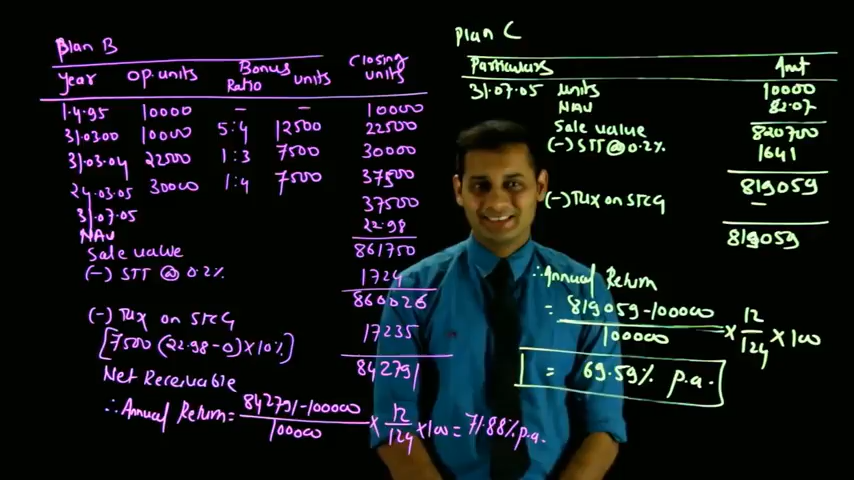 Plan B
Year Op. units Bonus Ratio units Closing units
1.4.95 10000 - - 10000
31.03.00 10000 5:4 12500 22500
31.03.04 22500 1:3 7500 30000
24.03.05 30000 1:4 7500 37500
31.07.05 37500
NAV 22.98
Sale value 861750
(-) STT @ 0.2% 1724
860026
(-) Tax on STCG
[7500 (22.98-0) X 10%] 17235
Net Receivable 842791
∴ Annual Return = 842791-100000 / 100000 X 12/124 X 100 = 71.88% p.a.
Plan C
Particulars Amt
31.07.05 units 10000
NAV 82.07
Sale value 820700
(-) STT @ 0.2% 1641
819059
(-) Tax on STCG -
819059
∴ Annual Return
= 819059-100000 / 100000 X 12/124 X 100
= 69.59% p.a.